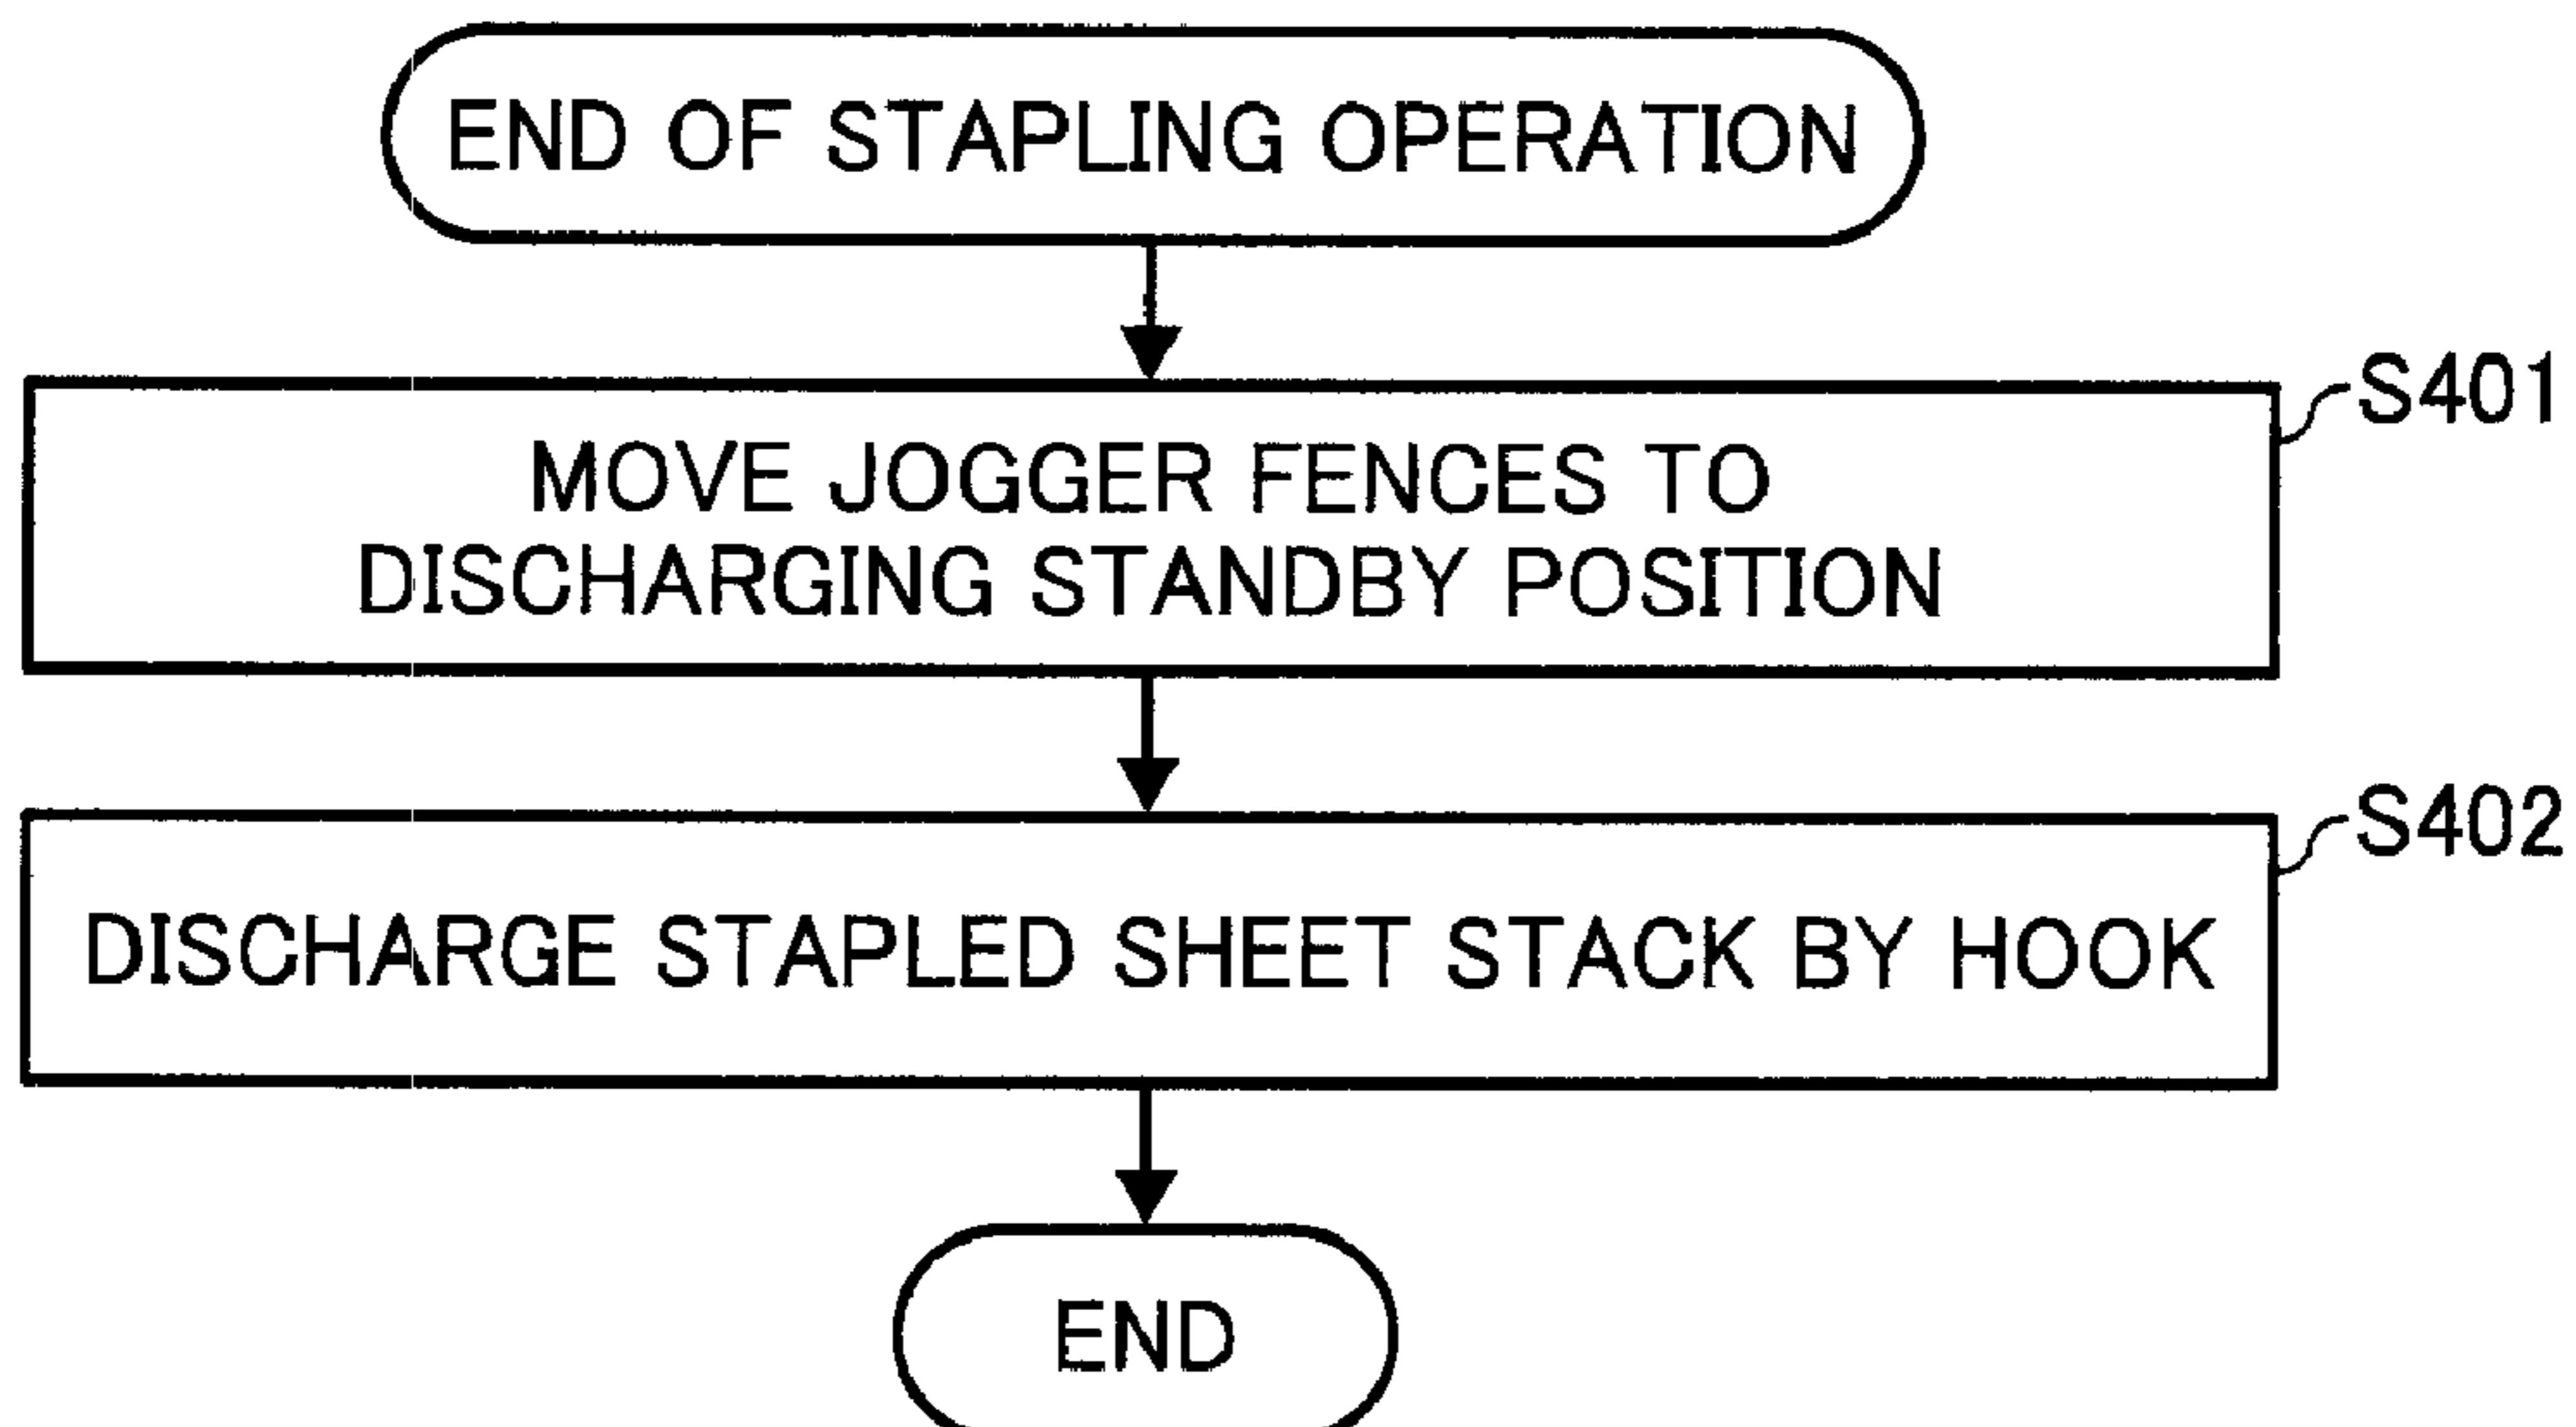 END OF STAPLING OPERATION
S401
MOVE JOGGER FENCES TO
DISCHARGING STANDBY POSITION
S402
DISCHARGE STAPLED SHEET STACK BY HOOK
END